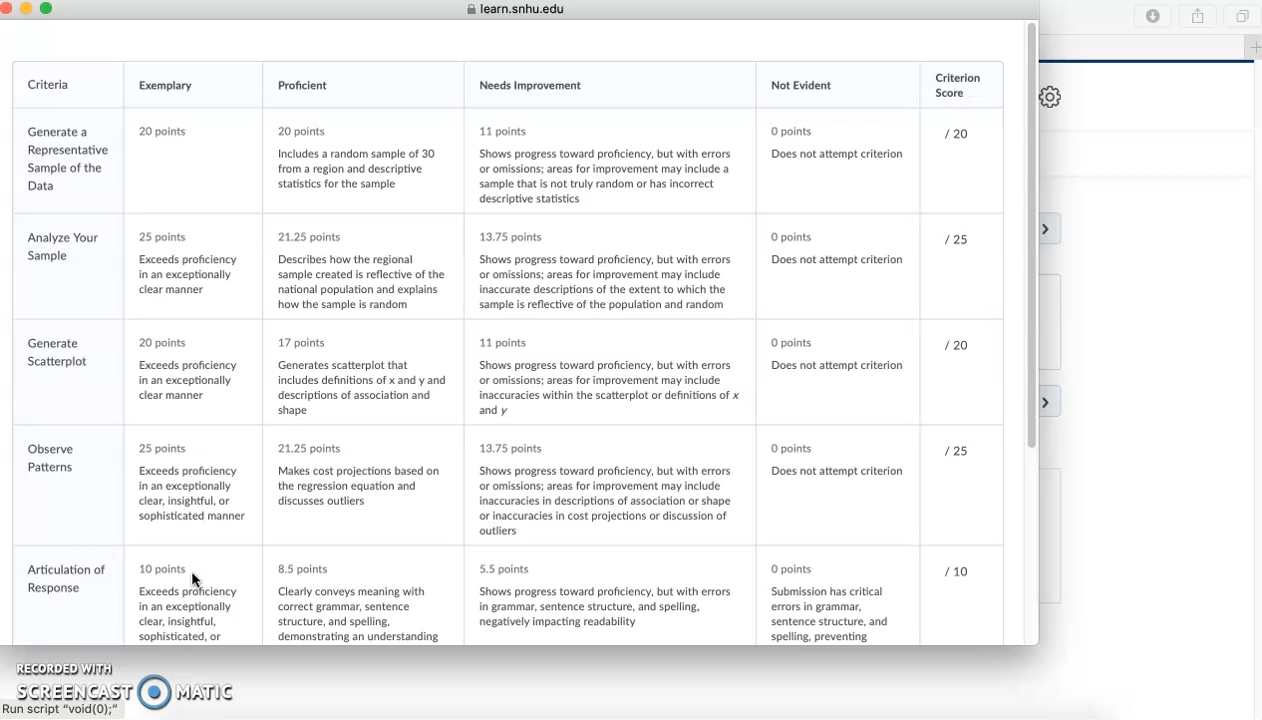 learn.snhu.edu
Criteria
Exemplary
Proficient
Needs Improvement
Not Evident
Criterion
Score
Generate a
Representative
Sample of the
Data
20 points
20 points
Includes a random sample of 30
from a region and descriptive
statistics for the sample
11 points
Shows progress toward proficiency, but with errors
or omissions; areas for improvement may include a
sample that is not truly random or has incorrect
descriptive statistics
0 points
Does not attempt criterion
/ 20
Analyze Your
Sample
25 points
Exceeds proficiency
in an exceptionally
clear manner
21.25 points
Describes how the regional
sample created is reflective of the
national population and explains
how the sample is random
13.75 points
Shows progress toward proficiency, but with errors
or omissions; areas for improvement may include
inaccurate descriptions of the extent to which the
sample is reflective of the population and random
0 points
Does not attempt criterion
/ 25
Generate
Scatterplot
20 points
Exceeds proficiency
in an exceptionally
clear manner
17 points
Generates scatterplot that
includes definitions of x and y and
descriptions of association and
shape
11 points
Shows progress toward proficiency, but with errors
or omissions; areas for improvement may include
inaccuracies within the scatterplot or definitions of x
and y
0 points
Does not attempt criterion
/ 20
Observe
Patterns
25 points
Exceeds proficiency
in an exceptionally
clear, insightful, or
sophisticated manner
21.25 points
Makes cost projections based on
the regression equation and
discusses outliers
13.75 points
Shows progress toward proficiency, but with errors
or omissions; areas for improvement may include
inaccuracies in descriptions of association or shape
or inaccuracies in cost projections or discussion of
outliers
0 points
Does not attempt criterion
/ 25
Articulation of
Response
10 points
Exceeds proficiency
in an exceptionally
clear, insightful,
sophisticated, or
8.5 points
Clearly conveys meaning with
correct grammar, sentence
structure, and spelling,
demonstrating an understanding
5.5 points
Shows progress toward proficiency, but with errors
in grammar, sentence structure, and spelling,
negatively impacting readability
0 points
Submission has critical
errors in grammar,
sentence structure, and
spelling, preventing
/ 10
RECORDED WITH
SCREENCAST MATIC
Run script "void(0);"